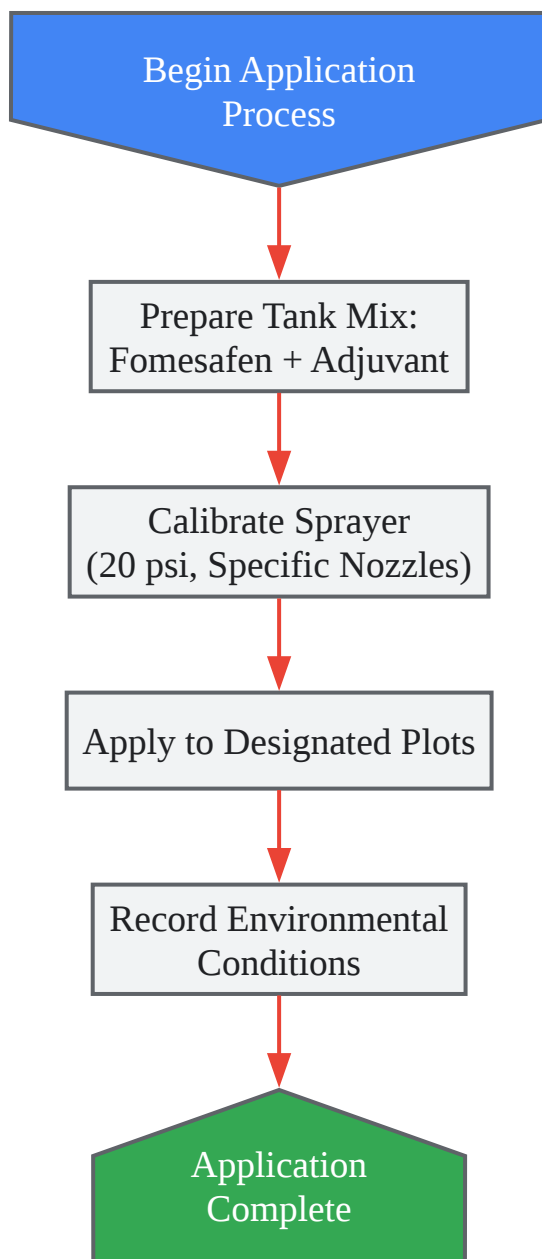 Begin Application
Process
Prepare Tank Mix:
Fomesafen + Adjuvant
Calibrate Sprayer
(20 psi, Specific Nozzles)
Apply to Designated Plots
Record Environmental
Conditions
Application
Complete